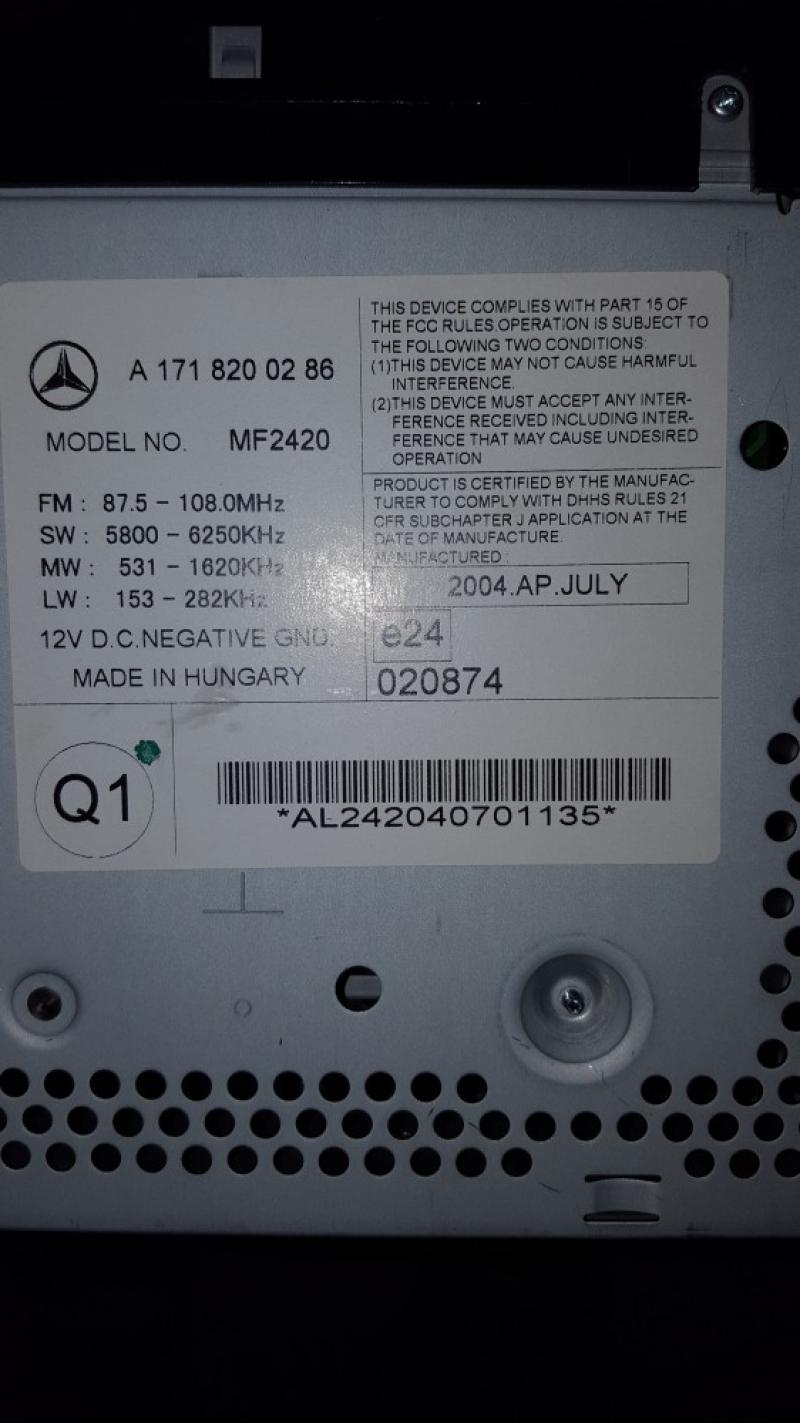 A 171 820 02 86
MODEL NO. MF2420
FM : 87.5 - 108.0MHz
SW : 5800 - 6250KHz
MW : 531 - 1620KHz
LW : 153 - 282KHz
12V D.C.NEGATIVE GND.
MADE IN HUNGARY
THIS DEVICE COMPLIES WITH PART 15 OF
THE FCC RULES.OPERATION IS SUBJECT TO
THE FOLLOWING TWO CONDITIONS:
(1)THIS DEVICE MAY NOT CAUSE HARMFUL
INTERFERENCE.
(2)THIS DEVICE MUST ACCEPT ANY INTER-
FERENCE RECEIVED INCLUDING INTER-
FERENCE THAT MAY CAUSE UNDESIRED
OPERATION
PRODUCT IS CERTIFIED BY THE MANUFAC-
TURER TO COMPLY WITH DHHS RULES 21
CFR SUBCHAPTER J APPLICATION AT THE
DATE OF MANUFACTURE.
MANUFACTURED :
2004.AP.JULY
e24
020874
Q1
*AL242040701135*